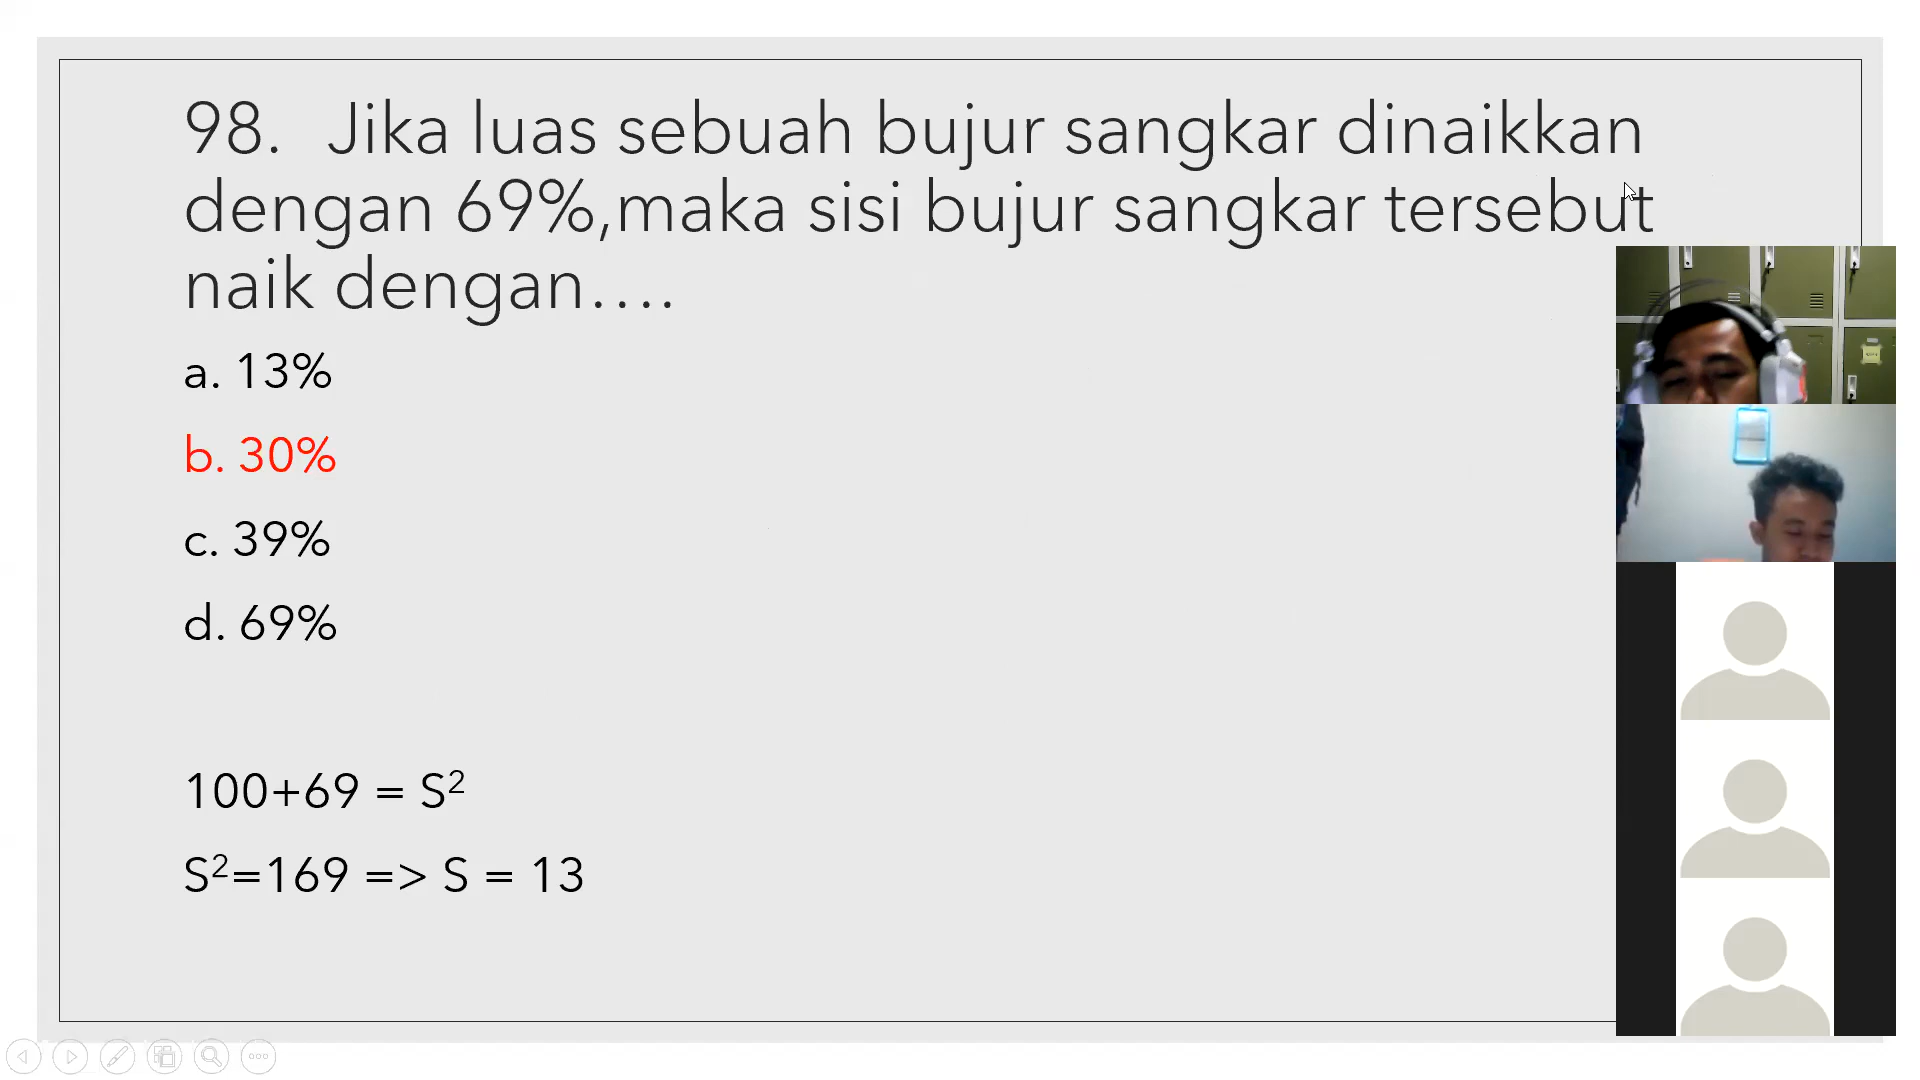 98. Jika luas sebuah bujur sangkar dinaikkan
dengan 69%,maka sisi bujur sangkar tersebut
naik dengan....
a. 13%
b. 30%
c. 39%
d. 69%
100+69 = S²
S²=169 => S = 13